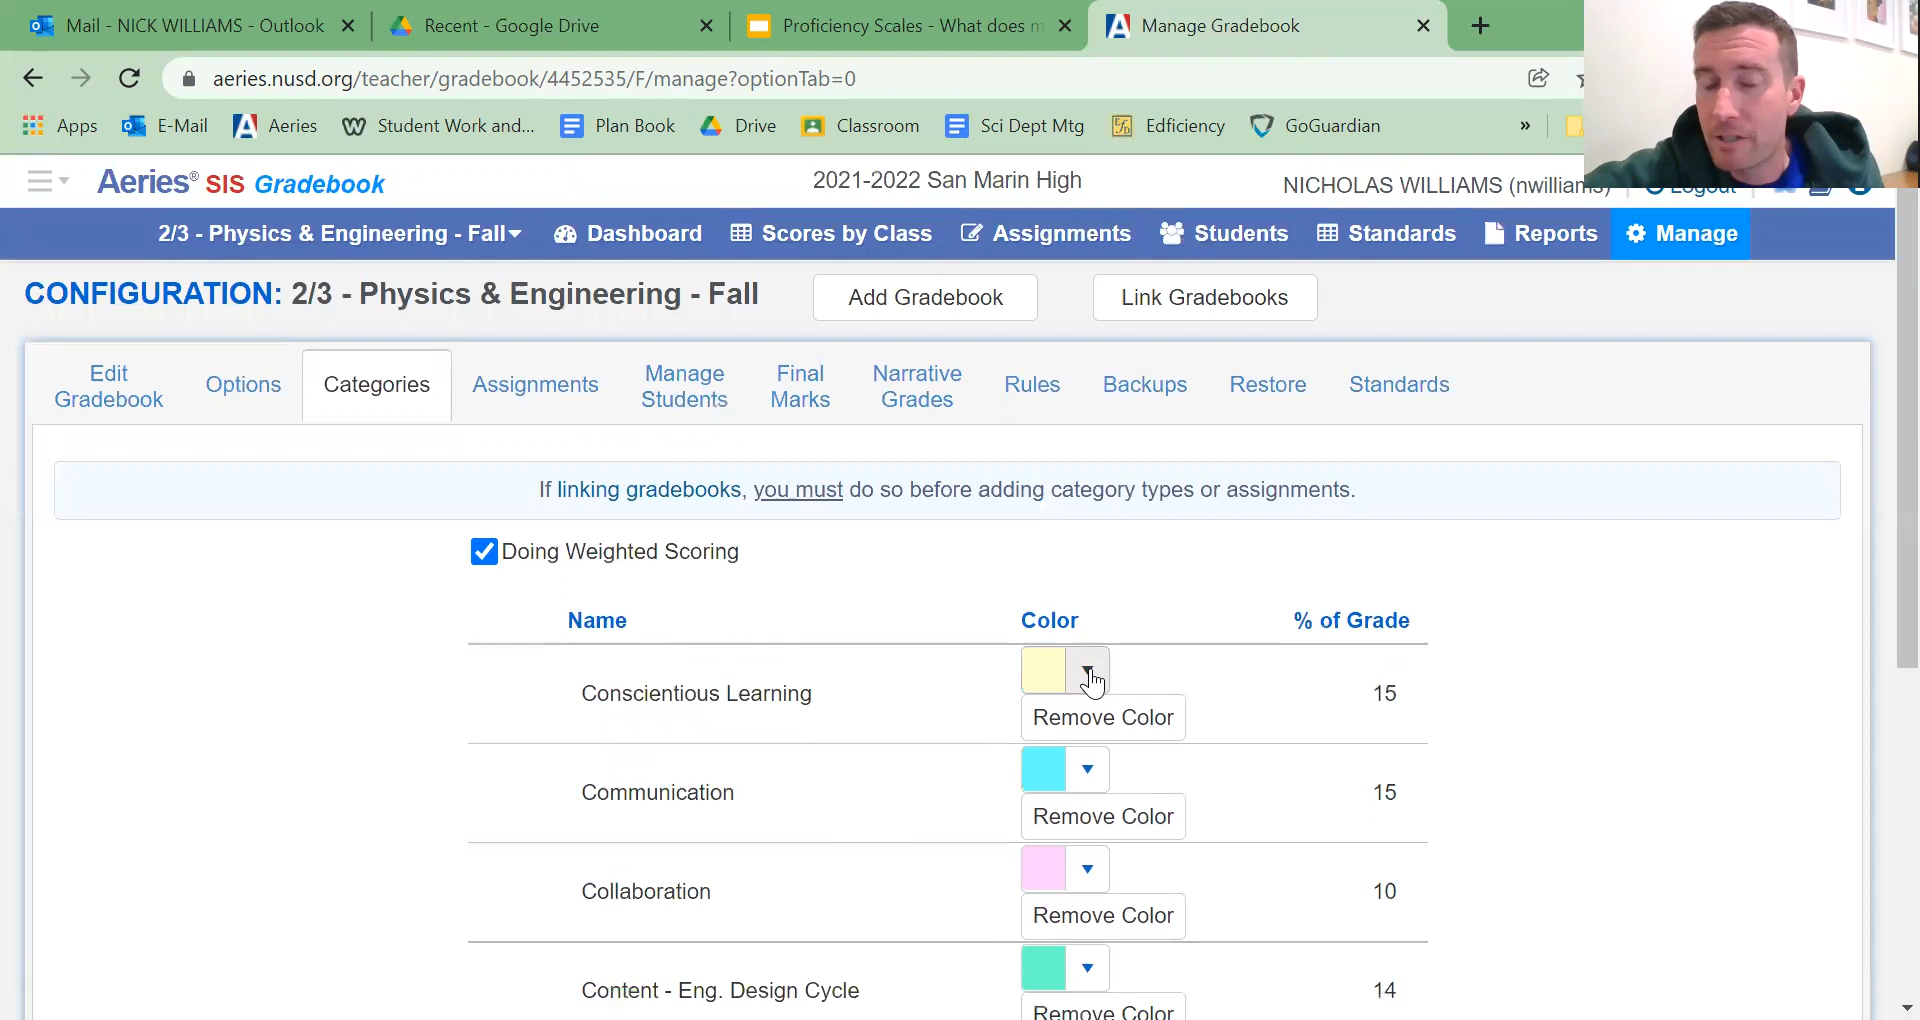 Mail - NICK WILLIAMS - Outlook Recent - Google Drive Proficiency Scales - What does m Manage Gradebook
aeries.nusd.org/teacher/gradebook/4452535/F/manage?optionTab=0
Apps E-Mail Aeries Student Work and... Plan Book Drive Classroom Sci Dept Mtg Edficiency GoGuardian »
Aeries® SIS Gradebook 2021-2022 San Marin High NICHOLAS WILLIAMS (nwilliams) Logout
2/3 - Physics & Engineering - Fall Dashboard Scores by Class Assignments Students Standards Reports Manage
CONFIGURATION: 2/3 - Physics & Engineering - Fall Add Gradebook Link Gradebooks
Edit Gradebook Options Categories Assignments Manage Students Final Marks Narrative Grades Rules Backups Restore Standards
If linking gradebooks, you must do so before adding category types or assignments.
Doing Weighted Scoring
Name Color % of Grade
Conscientious Learning 15
Remove Color
Communication 15
Remove Color
Collaboration 10
Remove Color
Content - Eng. Design Cycle 14
Remove Color